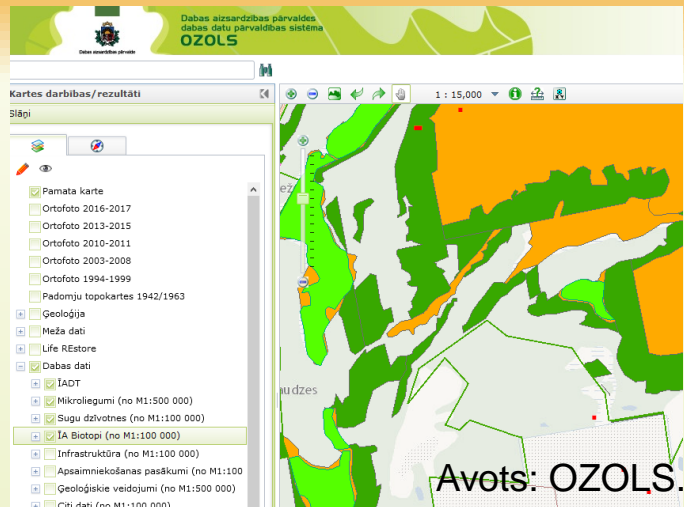 Dabas aizsardzības pārvaldes
dabas datu pārvaldības sistēma
OZOLS
Dabas aizsardzības pārvalde
Kartes darbības/rezultāti
1 : 15,000
Slāņi
Pamata karte
Ortofoto 2016-2017
Ortofoto 2013-2015
Ortofoto 2010-2011
Ortofoto 2003-2008
Ortofoto 1994-1999
Padomju topokartes 1942/1963
Ģeoloģija
Meža dati
Life REstore
Dabas dati
ĪADT
Mikroliegumi (no M1:500 000)
Sugu dzīvotnes (no M1:100 000)
ĪA Biotopi (no M1:100 000)
Infrastruktūra (no M1:100 000)
Apsaimniekošanas pasākumi (no M1:100
Ģeoloģiskie veidojumi (no M1:500 000)
Citi dati (no M1:100 000)
udzes
Avots: OZOLS.